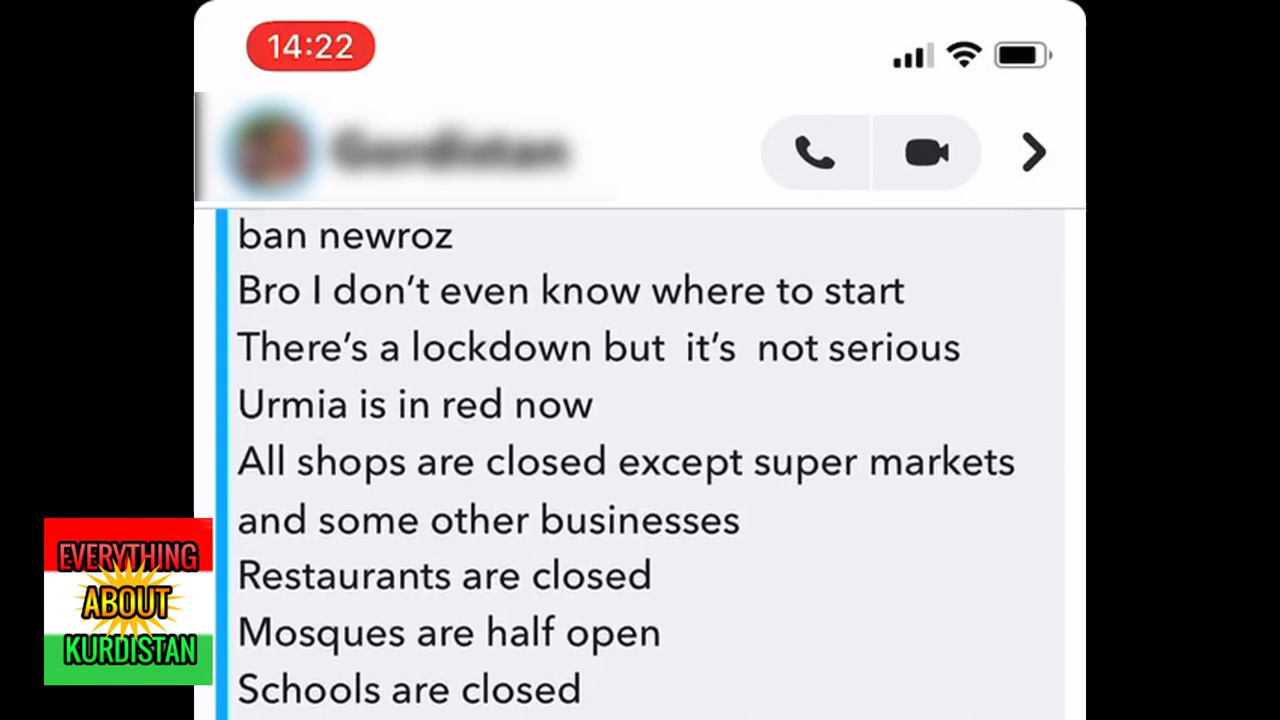 14:22
Gordistan
ban newroz
Bro I don't even know where to start
There's a lockdown but it's not serious
Urmia is in red now
All shops are closed except super markets
and some other businesses
Restaurants are closed
Mosques are half open
Schools are closed
EVERYTHING
ABOUT
KURDISTAN